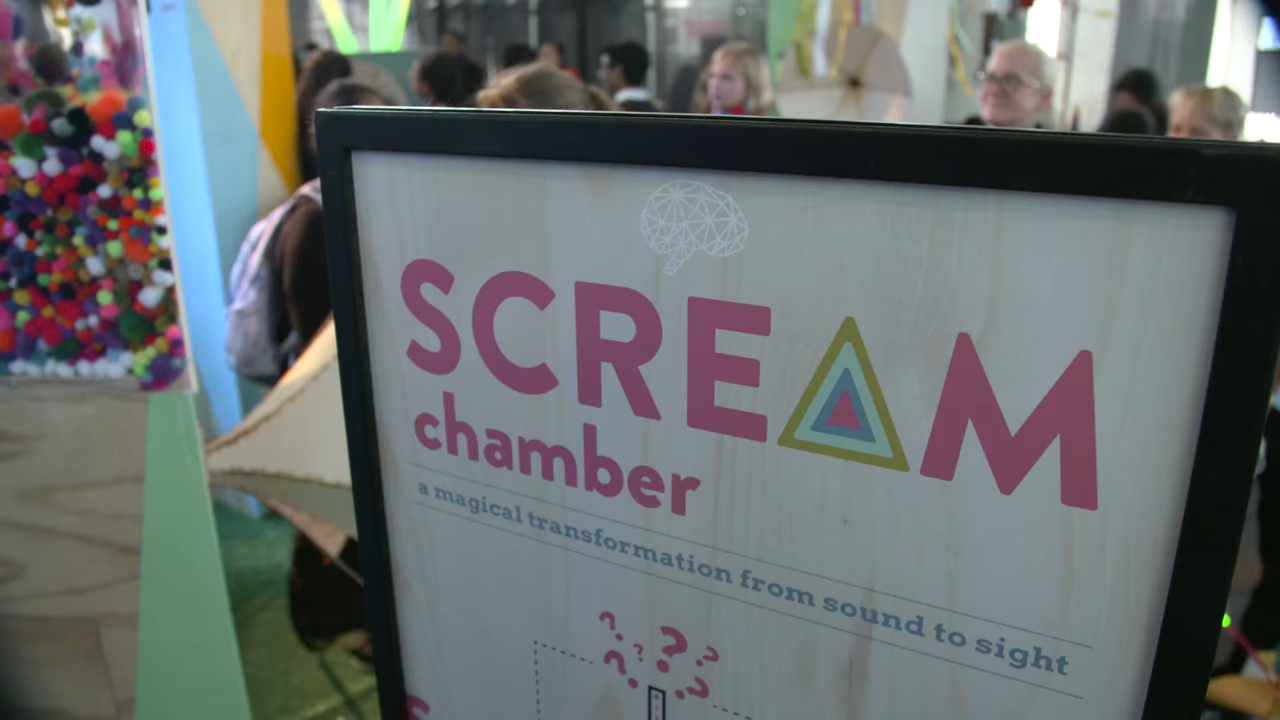 SCREAM
chamber
a magical transformation from sound to sight
? ? ? ? ? ?